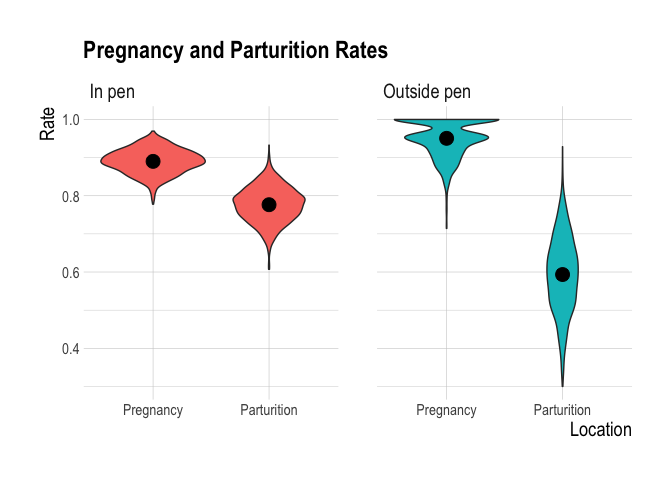 Pregnancy and Parturition Rates
In pen
Outside pen
Rate
1.0
0.8
0.6
0.4
Pregnancy
Parturition
Pregnancy
Parturition
Location